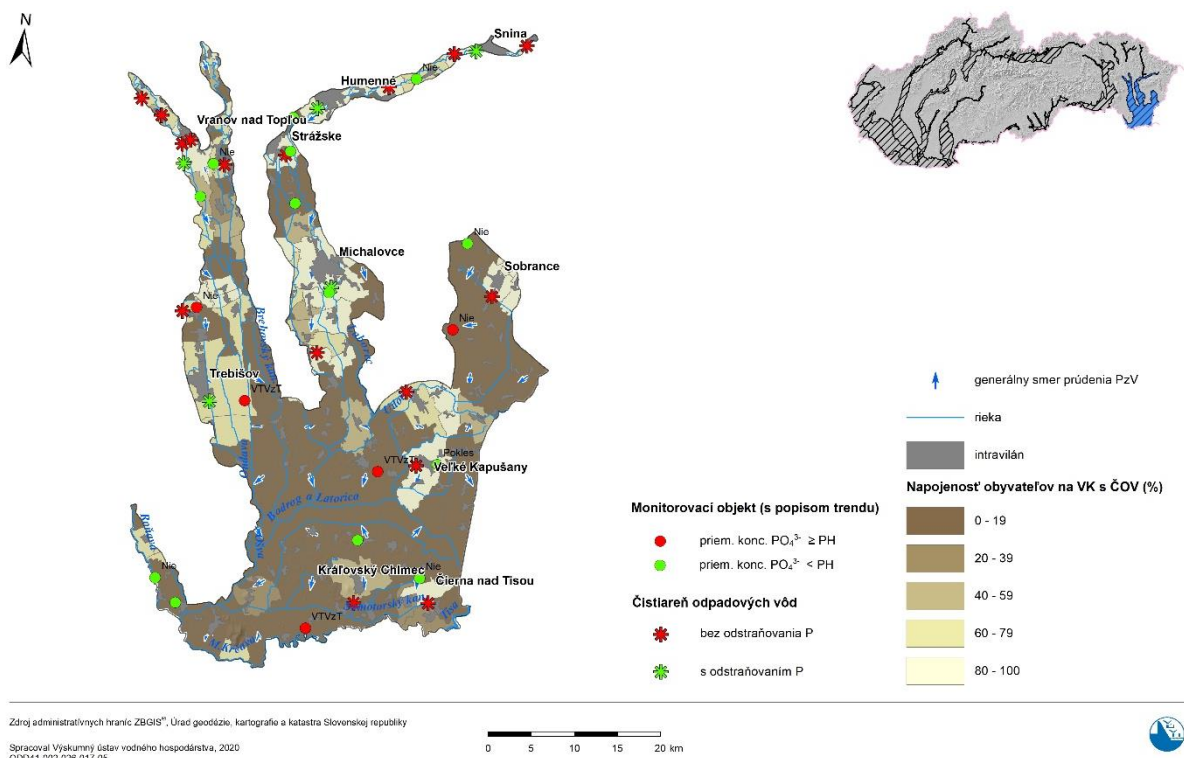 N
Snina
Nie
Humenné
Vranov nad Topľou
Strážske
Nie
Michalovce
Nie
Sobrance
Nie
Nie
Trebišov
VTVzT
VTVzT
Pokles
Veľké Kapušany
Ondava
Bodrog a Latorica
Roňava
Nie
Kráľovský Chlmec
Nie
Čierna nad Tisou
Tisa
VTVzT
generálny smer prúdenia PzV
rieka
intravilán
Napojenosť obyvateľov na VK s ČOV (%)
0 - 19
20 - 39
40 - 59
60 - 79
80 - 100
Monitorovací objekt (s popisom trendu)
priem. konc. PO₄³⁻ ≥ PH
priem. konc. PO₄³⁻ < PH
Čistiareň odpadových vôd
bez odstraňovania P
s odstraňovaním P
Zdroj administratívnych hraníc ZBGIS®, Úrad geodézie, kartografie a katastra Slovenskej republiky
Spracoval Výskumný ústav vodného hospodárstva, 2020
0 5 10 15 20 km